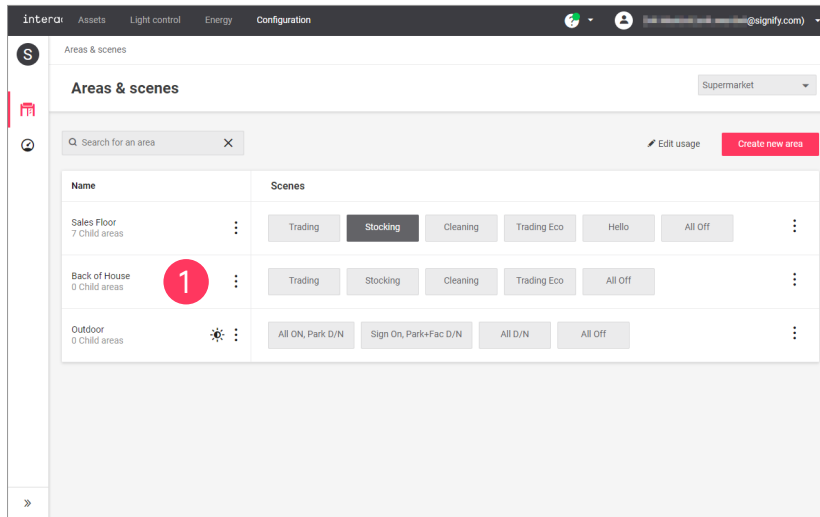 interac Assets Light control Energy Configuration @signify.com)
S
Areas & scenes
Areas & scenes
Supermarket
Search for an area
Edit usage
Create new area
Name Scenes
Sales Floor
7 Child areas
Trading Stocking Cleaning Trading Eco Hello All Off
Back of House
0 Child areas
1
Trading Stocking Cleaning Trading Eco All Off
Outdoor
0 Child areas
All ON, Park D/N Sign On, Park+Fac D/N All D/N All Off